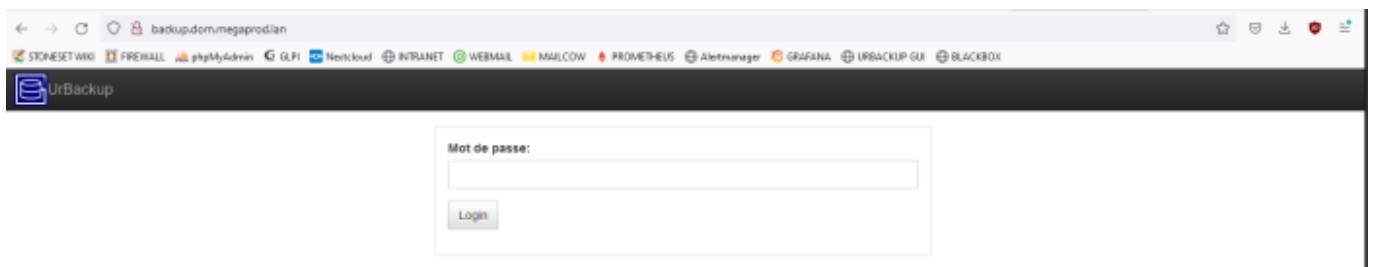 backup.dom.megaprod.lan
STONESET WIKI FIREWALL phpMyAdmin GLPI Nextcloud INTRANET WEBMAIL MAILCOW PROMETHEUS Alertmanager GRAFANA URBACKUP GUI BLACKBOX
UrBackup
Mot de passe:
Login